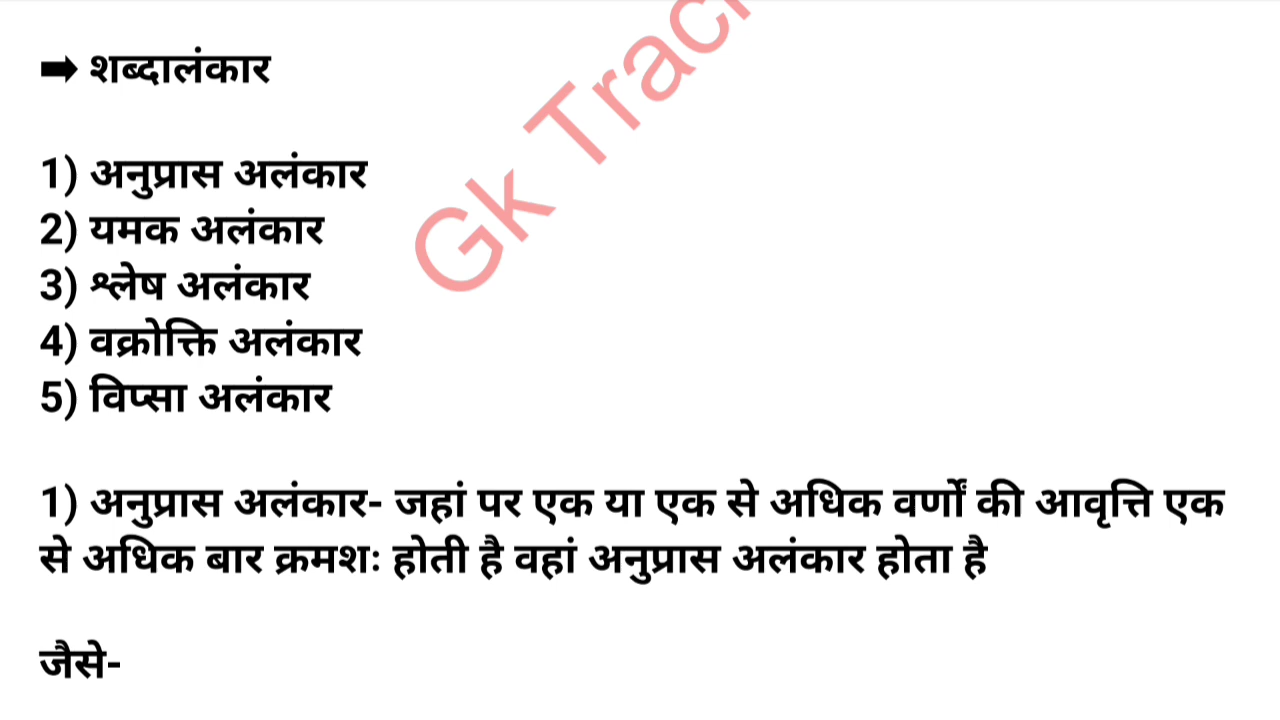 ➡ शब्दालंकार
1) अनुप्रास अलंकार
2) यमक अलंकार
3) श्लेष अलंकार
4) वक्रोक्ति अलंकार
5) विप्सा अलंकार
1) अनुप्रास अलंकार- जहां पर एक या एक से अधिक वर्णों की आवृत्ति एक
से अधिक बार क्रमशः होती है वहां अनुप्रास अलंकार होता है
जैसे-
Gk